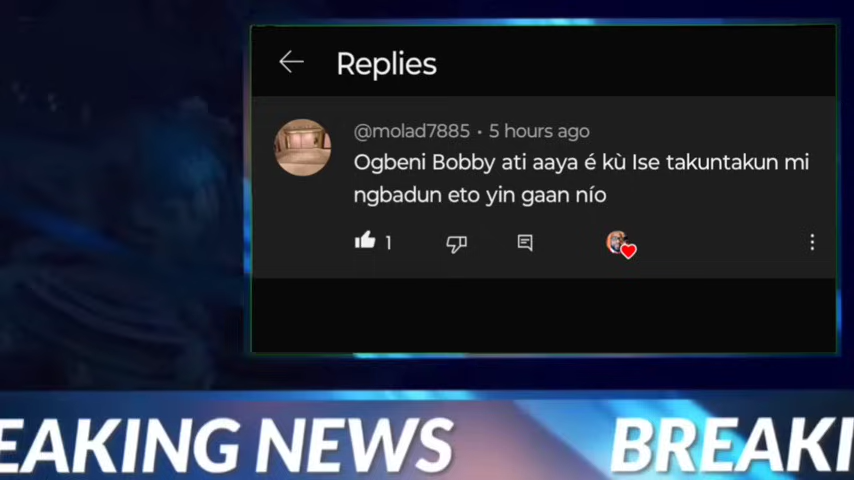 Replies
@molad7885 • 5 hours ago
Ogbeni Bobby ati aaya é kù Ise takuntakun mi
ngbadun eto yin gaan nío
1
EAKING NEWS BREAKI